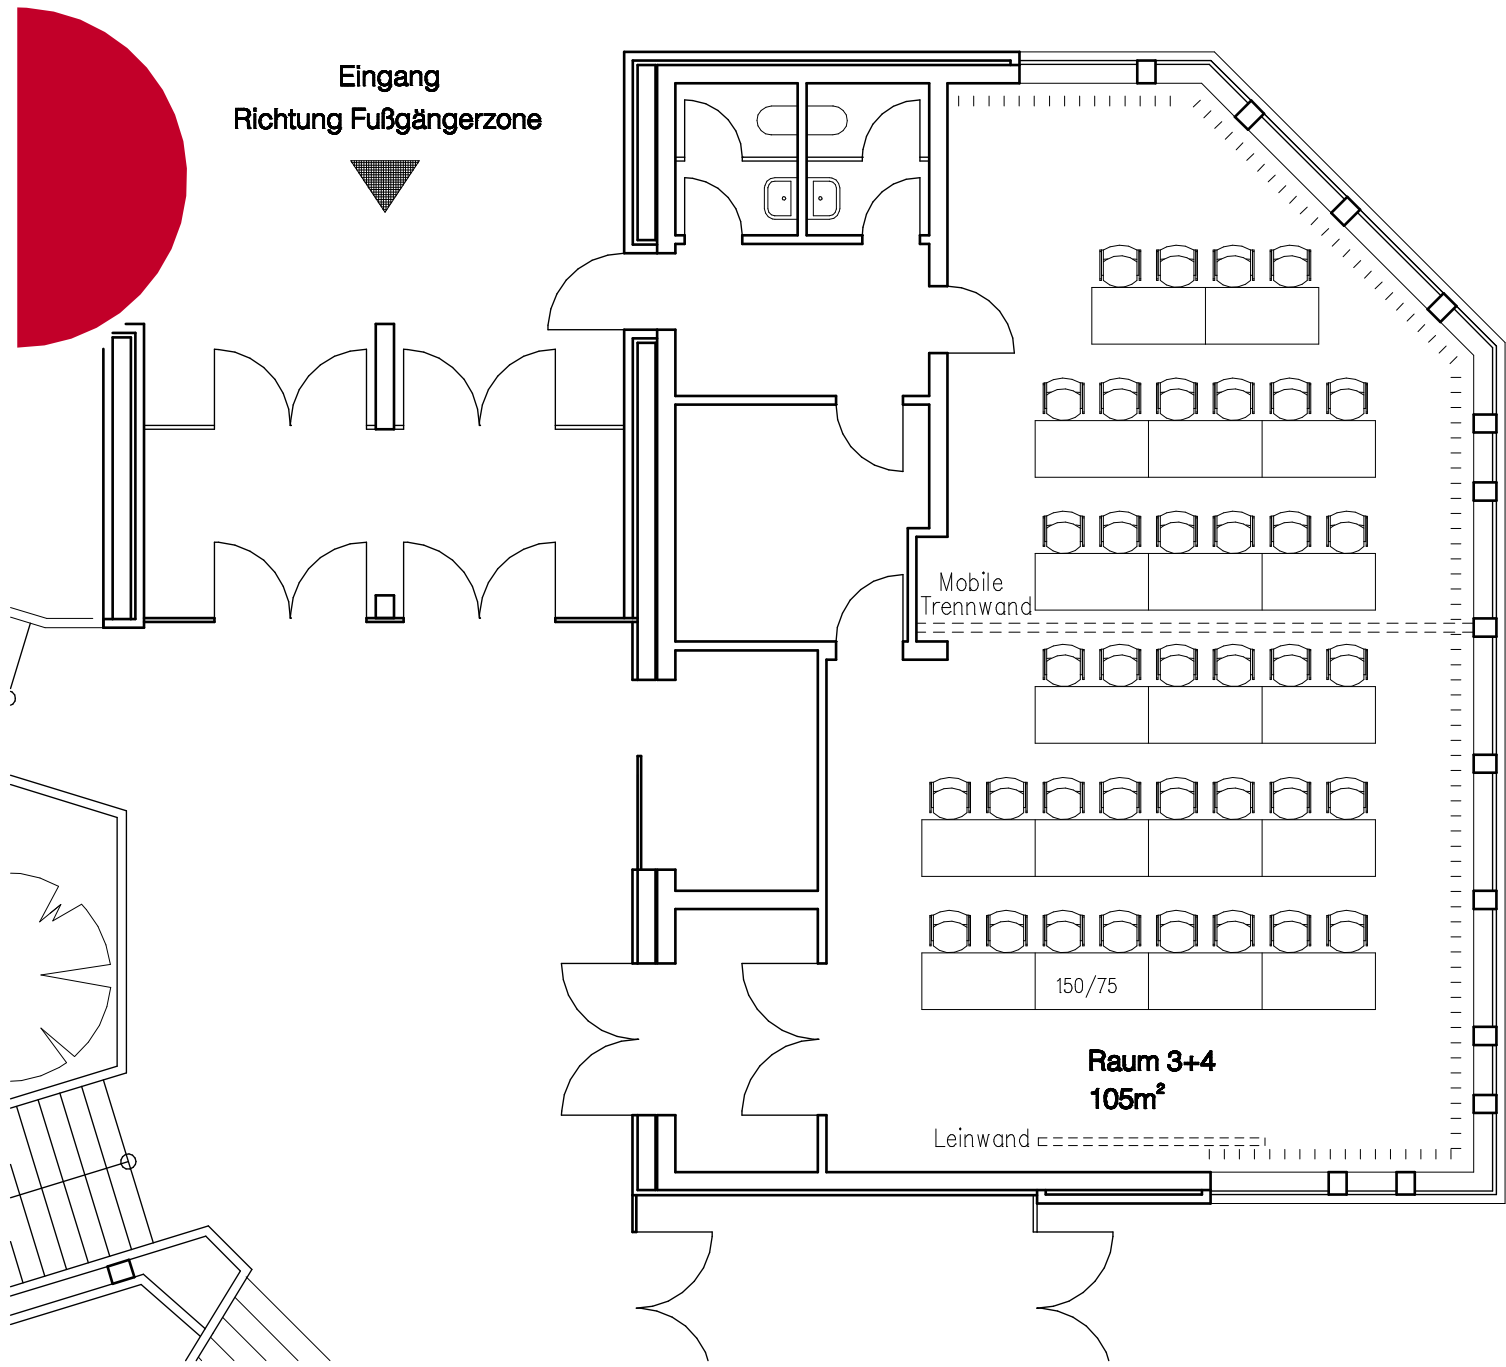 Eingang
Richtung Fußgängerzone
Mobile
Trennwand
150/75
Raum 3+4
105m²
Leinwand